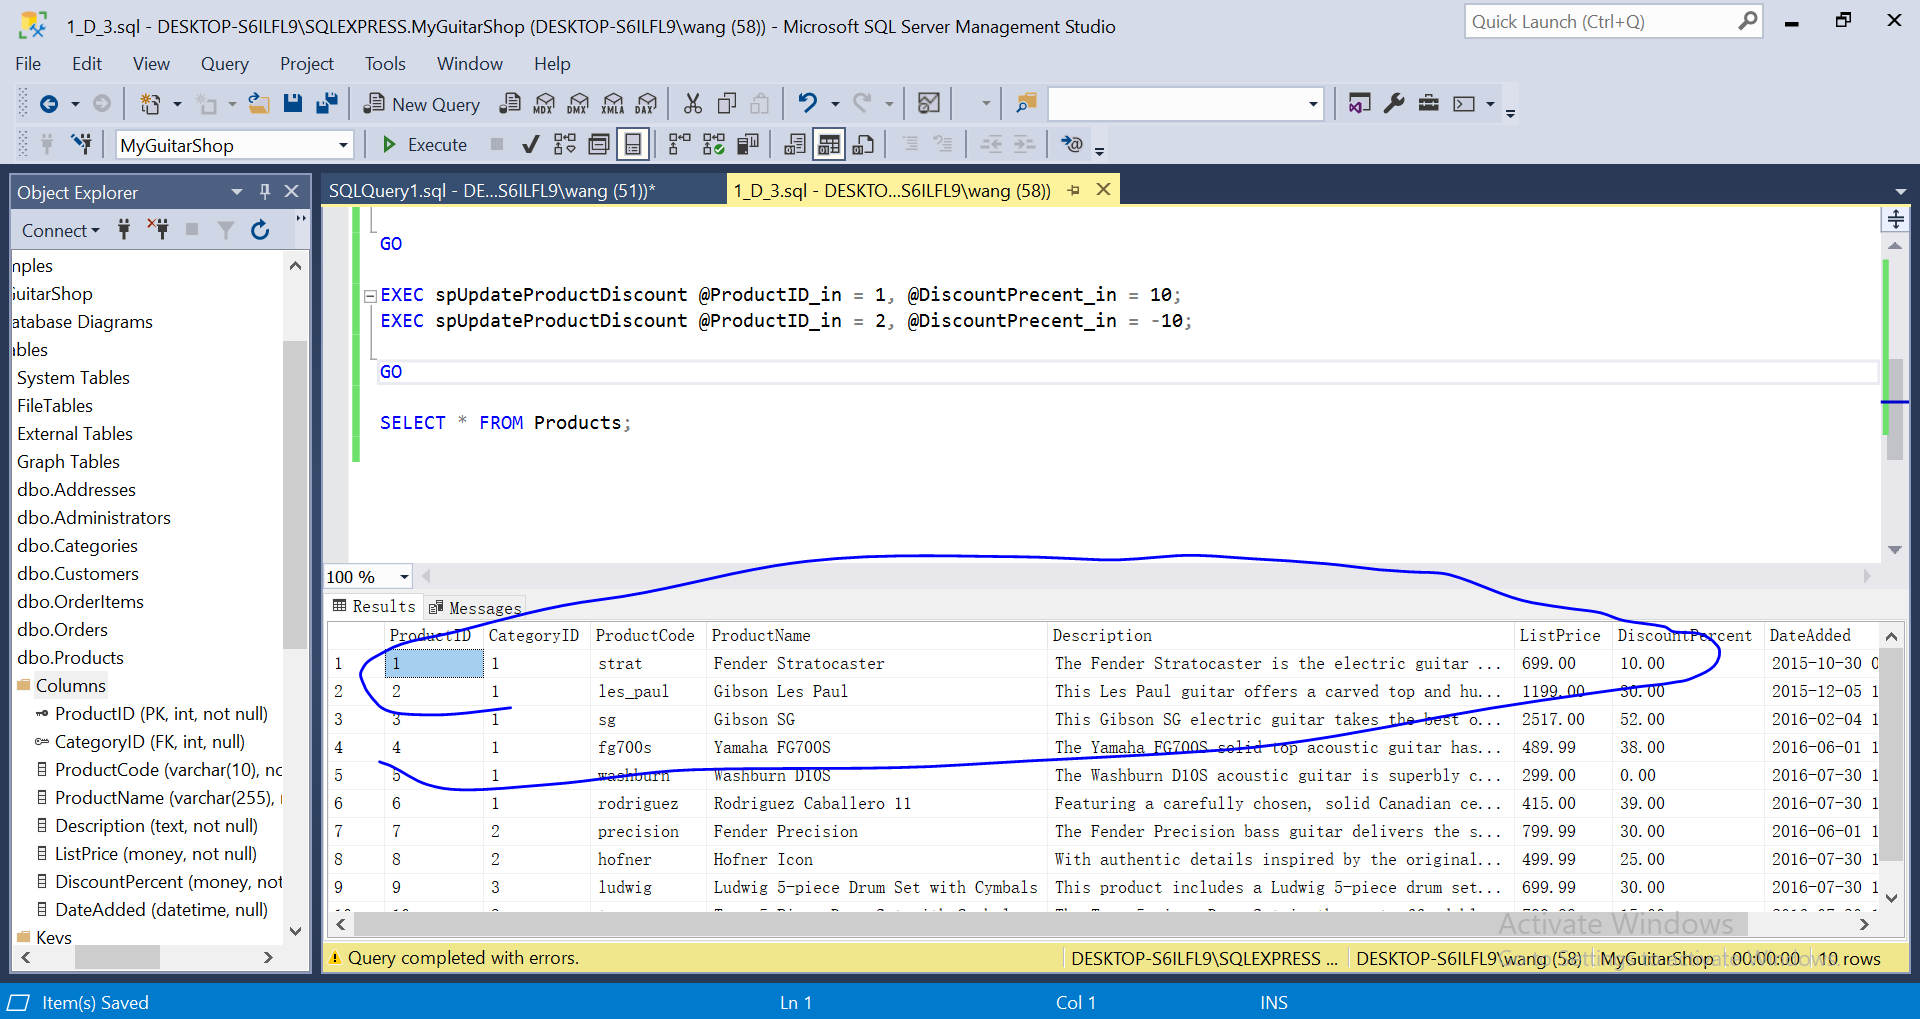 1_D_3.sql - DESKTOP-S6ILFL9\SQLEXPRESS.MyGuitarShop (DESKTOP-S6ILFL9\wang (58)) - Microsoft SQL Server Management Studio
Quick Launch (Ctrl+Q)
File Edit View Query Project Tools Window Help
New Query MDX DMX XMLA DAX
MyGuitarShop Execute
Object Explorer
SQLQuery1.sql - DE...S6ILFL9\wang (51))*
1_D_3.sql - DESKTO...S6ILFL9\wang (58))
Connect
mples
uitarShop
atabase Diagrams
bles
System Tables
FileTables
External Tables
Graph Tables
dbo.Addresses
dbo.Administrators
dbo.Categories
dbo.Customers
dbo.OrderItems
dbo.Orders
dbo.Products
Columns
ProductID (PK, int, not null)
CategoryID (FK, int, null)
ProductCode (varchar(10), no
ProductName (varchar(255),
Description (text, not null)
ListPrice (money, not null)
DiscountPercent (money, not
DateAdded (datetime, null)
Keys
GO
EXEC spUpdateProductDiscount @ProductID_in = 1, @DiscountPrecent_in = 10;
EXEC spUpdateProductDiscount @ProductID_in = 2, @DiscountPrecent_in = -10;
GO
SELECT * FROM Products;
100 %
Results Messages
ProductID CategoryID ProductCode ProductName Description ListPrice DiscountPercent DateAdded
1 1 1 strat Fender Stratocaster The Fender Stratocaster is the electric guitar ... 699.00 10.00 2015-10-30 0
2 2 1 les_paul Gibson Les Paul This Les Paul guitar offers a carved top and hu... 1199.00 30.00 2015-12-05 1
3 3 1 sg Gibson SG This Gibson SG electric guitar takes the best o... 2517.00 52.00 2016-02-04 1
4 4 1 fg700s Yamaha FG700S The Yamaha FG700S solid top acoustic guitar has... 489.99 38.00 2016-06-01 1
5 5 1 washburn Washburn D10S The Washburn D10S acoustic guitar is superbly c... 299.00 0.00 2016-07-30 1
6 6 1 rodriguez Rodriguez Caballero 11 Featuring a carefully chosen, solid Canadian ce... 415.00 39.00 2016-07-30 1
7 7 2 precision Fender Precision The Fender Precision bass guitar delivers the s... 799.99 30.00 2016-06-01 1
8 8 2 hofner Hofner Icon With authentic details inspired by the original... 499.99 25.00 2016-07-30 1
9 9 3 ludwig Ludwig 5-piece Drum Set with Cymbals This product includes a Ludwig 5-piece drum set... 699.99 30.00 2016-07-30 1
Activate Windows
Go to Settings to activate Windows.
Query completed with errors. DESKTOP-S6ILFL9\SQLEXPRESS ... DESKTOP-S6ILFL9\wang (58) MyGuitarShop 00:00:00 10 rows
Item(s) Saved Ln 1 Col 1 INS